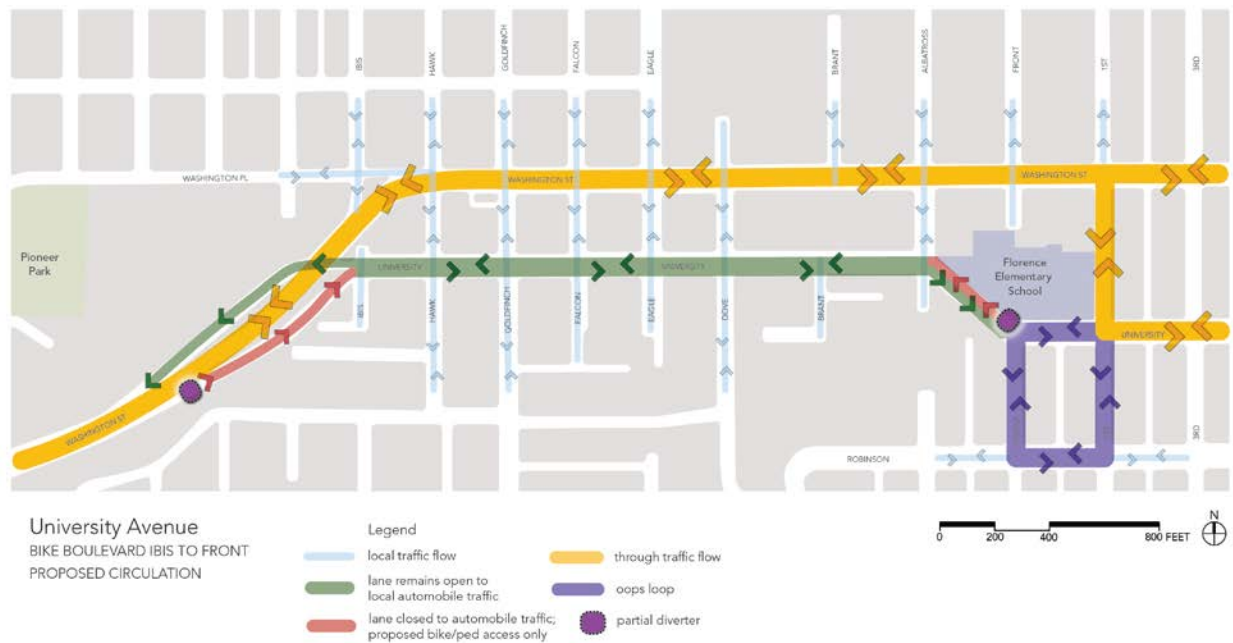 IBIS
HAWK
GOLDFINCH
FALCON
EAGLE
BRANT
ALBATROSS
FRONT
1ST
3RD
WASHINGTON PL
WASHINGTON ST
WASHINGTON ST
Pioneer
Park
UNIVERSITY
UNIVERSITY
Florence
Elementary
School
IBIS
HAWK
GOLDFINCH
FALCON
EAGLE
DOVE
BRANT
UNIVERSITY
WASHINGTON ST
ROBINSON
3RD
University Avenue
BIKE BOULEVARD IBIS TO FRONT
PROPOSED CIRCULATION
Legend
local traffic flow
lane remains open to
local automobile traffic
lane closed to automobile traffic;
proposed bike/ped access only
through traffic flow
oops loop
partial diverter
0 200 400 800 FEET
N